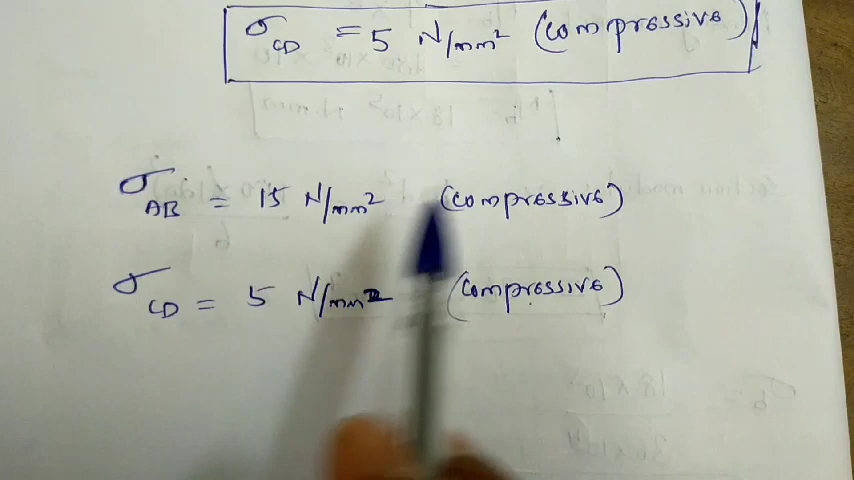 σCD = 5 N/mm² (compressive)
σAB = 15 N/mm² (compressive)
σCD = 5 N/mm² (compressive)